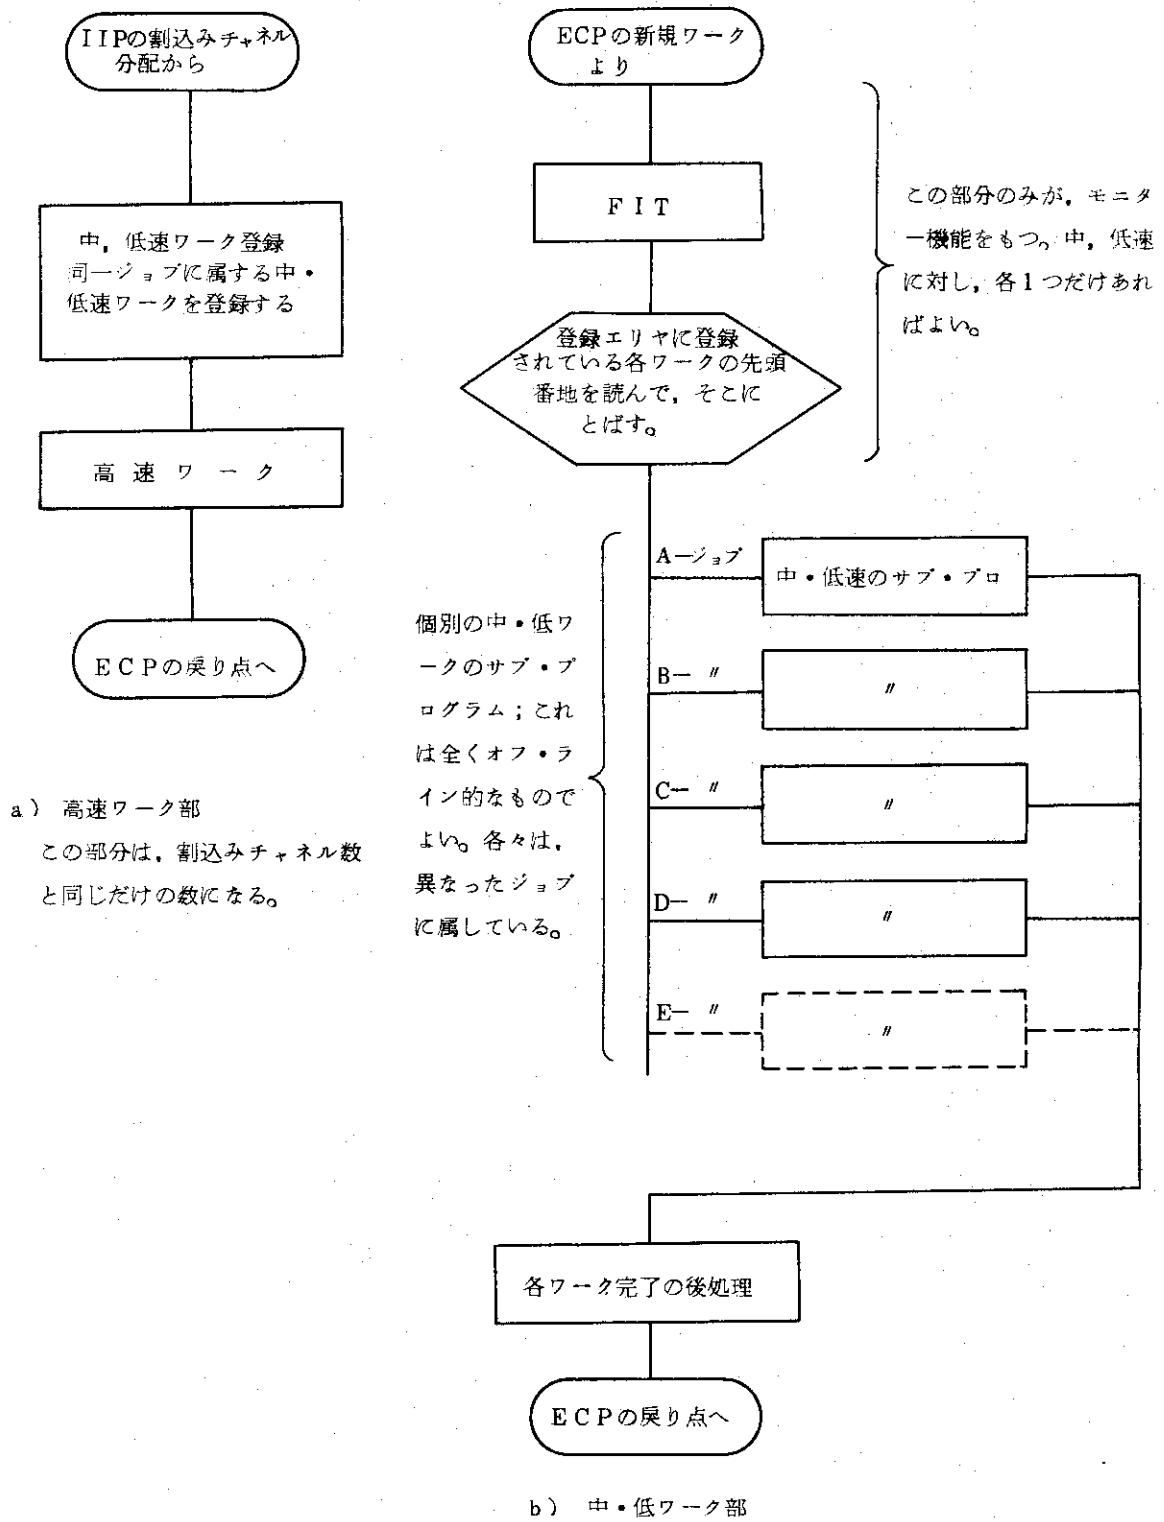 IIPの割込みチャネル
分配から
中，低速ワーク登録
同一ジョブに属する中・
低速ワークを登録する
高速ワーク
ECPの戻り点へ
a） 高速ワーク部
この部分は，割込みチャネル数
と同じだけの数になる。
ECPの新規ワーク
より
FIT
登録エリヤに登録
されている各ワークの先頭
番地を読んで，そこに
とばす。
この部分のみが，モニタ
ー機能をもつ。中，低速
に対し，各1つだけあれ
ばよい。
個別の中・低ワ
ークのサブ・プ
ログラム；これ
は全くオフ・ラ
イン的なもので
よい。各々は，
異なったジョブ
に属している。
A－ジョブ
中・低速のサブ・プロ
B－ 〃
〃
C－ 〃
〃
D－ 〃
〃
E－ 〃
〃
各ワーク完了の後処理
ECPの戻り点へ
b） 中・低ワーク部